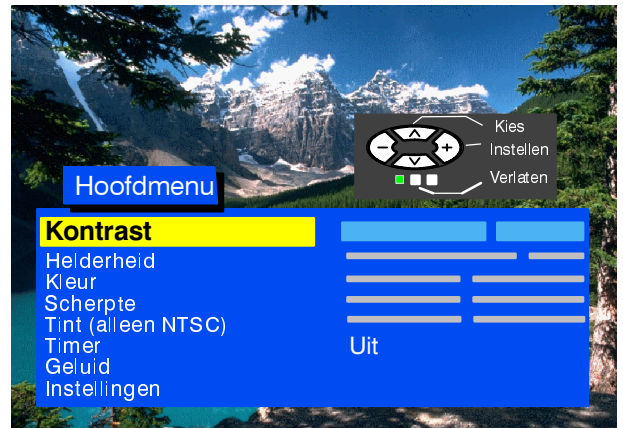 Kies
Instellen
Verlaten
Hoofdmenu
Kontrast
Helderheid
Kleur
Scherpte
Tint (alleen NTSC)
Timer Uit
Geluid
Instellingen